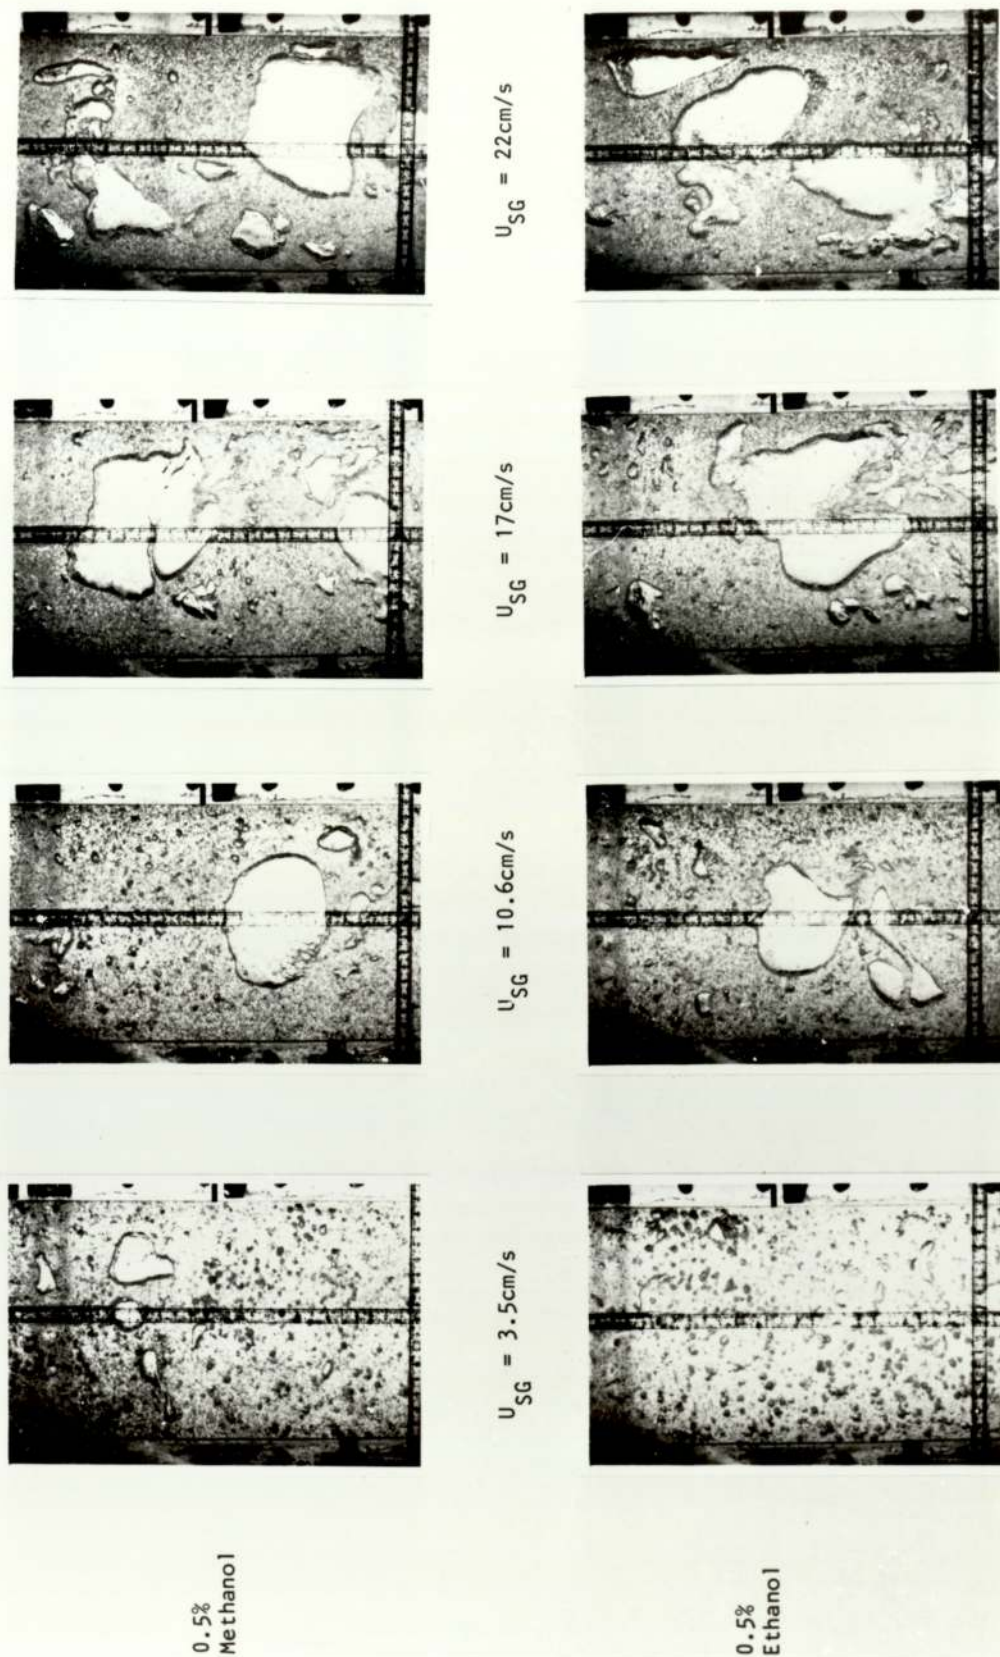 0.5%
Methanol
U_SG = 3.5cm/s
U_SG = 10.6cm/s
U_SG = 17cm/s
U_SG = 22cm/s
0.5%
Ethanol